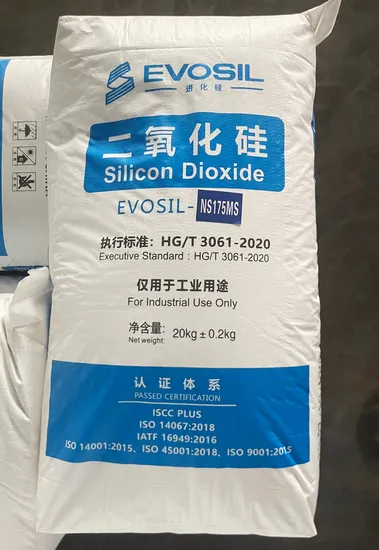 EVOSIL
进化硅
二氧化硅
Silicon Dioxide
EVOSIL-NS175MS
执行标准：HG/T 3061-2020
Executive Standard : HG/T 3061-2020
仅用于工业用途
For Industrial Use Only
净含量: 20kg ± 0.2kg
Net weight:
认证体系
PASSED CERTIFICATION
ISCC PLUS
ISO 14067:2018
IATF 16949:2016
ISO 14001:2015、ISO 45001:2018、ISO 9001:2015